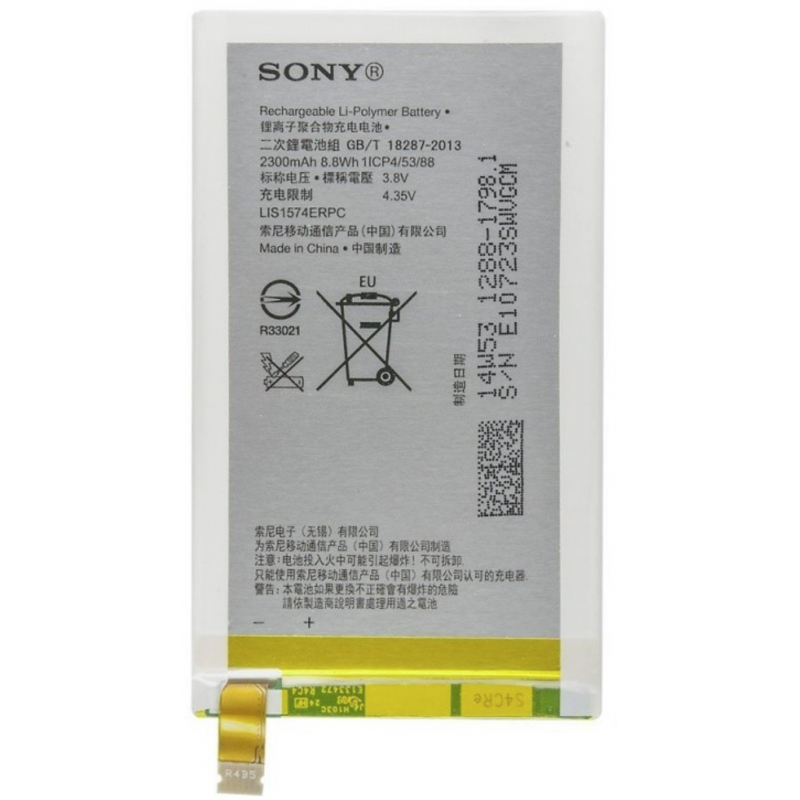 SONY®
Rechargeable Li-Polymer Battery •
锂离子聚合物充电电池 •
二次鋰電池組 GB/T 18287-2013
2300mAh 8.8Wh 1ICP4/53/88
标称电压 • 標稱電壓 3.8V
充电限制 4.35V
LIS1574ERPC
索尼移动通信产品(中国)有限公司
Made in China • 中国制造
EU
R33021
制造日期
14W53 1288-1798.1
S/N E10723SWVGCM
索尼电子（无锡）有限公司
为索尼移动通信产品（中国）有限公司制造
注意：电池投入火中可能引起爆炸！不可拆卸.
只能使用索尼移动通信产品（中国）有限公司认可的充电器.
警告：本電池如果更换不正確會有爆炸的危險
請依製造商說明書處理用過之電池
− +
E133472 R4C4
H103C 24
S4CRe
R49S